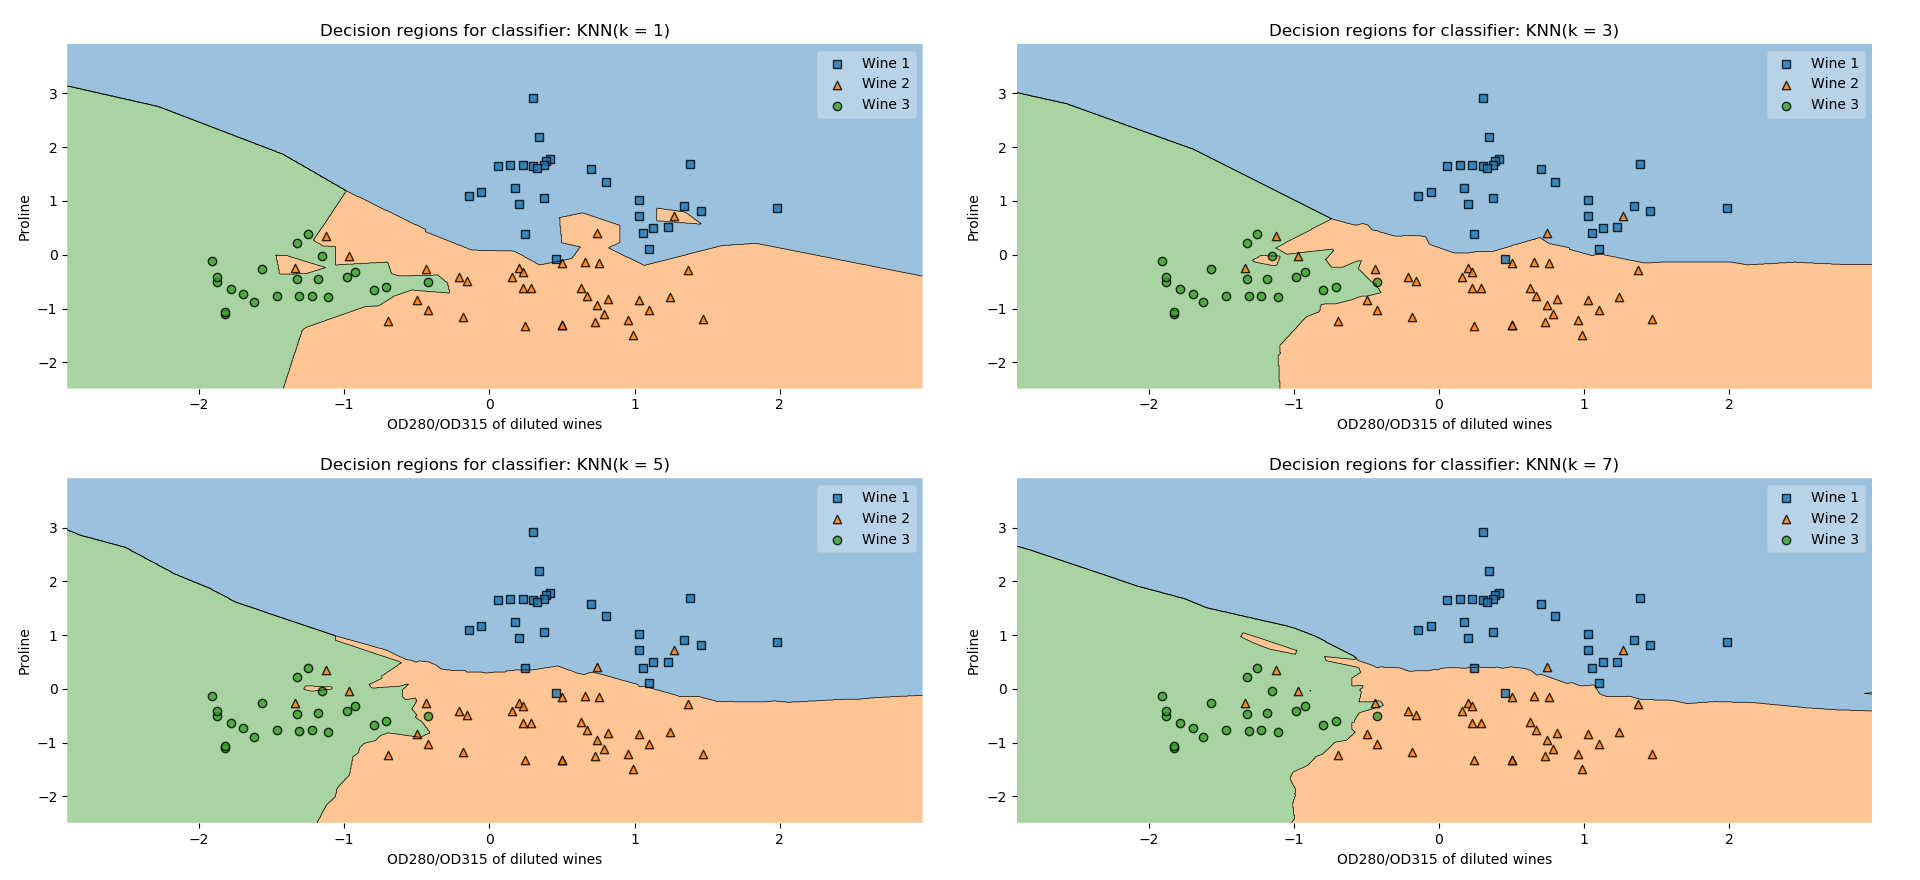 Decision regions for classifier: KNN(k = 1)
Wine 1
Wine 2
Wine 3
3
2
1
0
−1
−2
Proline
−2 −1 0 1 2
OD280/OD315 of diluted wines
Decision regions for classifier: KNN(k = 3)
Wine 1
Wine 2
Wine 3
3
2
1
0
−1
−2
Proline
−2 −1 0 1 2
OD280/OD315 of diluted wines
Decision regions for classifier: KNN(k = 5)
Wine 1
Wine 2
Wine 3
3
2
1
0
−1
−2
Proline
−2 −1 0 1 2
OD280/OD315 of diluted wines
Decision regions for classifier: KNN(k = 7)
Wine 1
Wine 2
Wine 3
3
2
1
0
−1
−2
Proline
−2 −1 0 1 2
OD280/OD315 of diluted wines